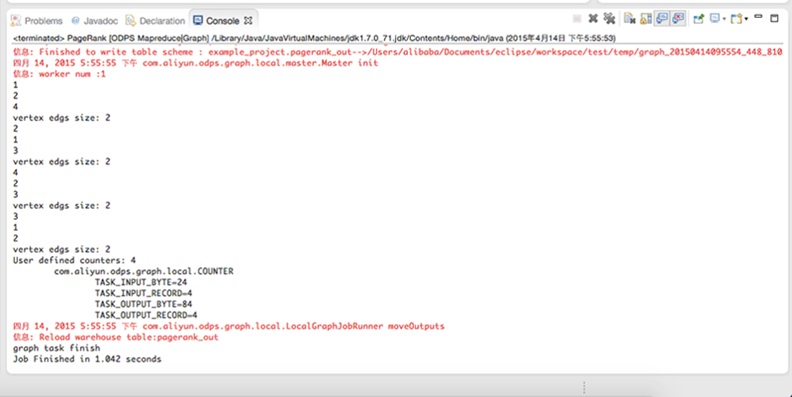 Problems @ Javadoc Declaration Console
<terminated> PageRank [ODPS Mapreduce|Graph] /Library/Java/JavaVirtualMachines/jdk1.7.0_71.jdk/Contents/Home/bin/java (2015年4月14日 下午5:55:53)
信息: Finished to write table scheme : example_project.pagerank_out-->/Users/alibaba/Documents/eclipse/workspace/test/temp/graph_20150414095554_448_810
四月 14, 2015 5:55:55 下午 com.aliyun.odps.graph.local.master.Master init
信息: worker num :1
1
2
4
vertex edgs size: 2
2
1
3
vertex edgs size: 2
4
2
3
vertex edgs size: 2
3
1
2
vertex edgs size: 2
User defined counters: 4
com.aliyun.odps.graph.local.COUNTER
TASK_INPUT_BYTE=24
TASK_INPUT_RECORD=4
TASK_OUTPUT_BYTE=84
TASK_OUTPUT_RECORD=4
四月 14, 2015 5:55:55 下午 com.aliyun.odps.graph.local.LocalGraphJobRunner moveOutputs
信息: Reload warehouse table:pagerank_out
graph task finish
Job Finished in 1.042 seconds